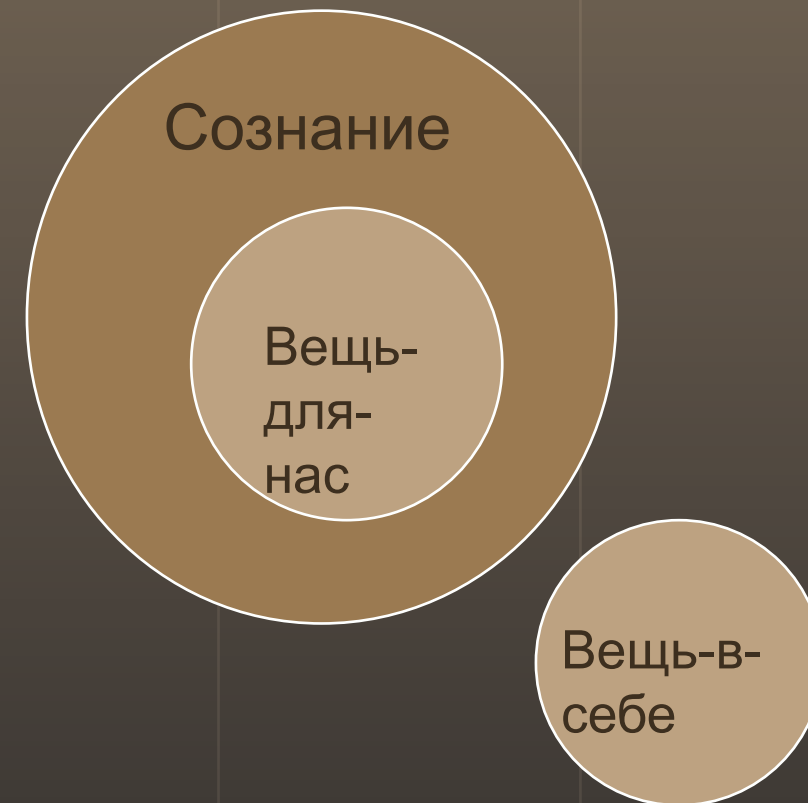 Сознание
Вещь-
для-
нас
Вещь-в-
себе